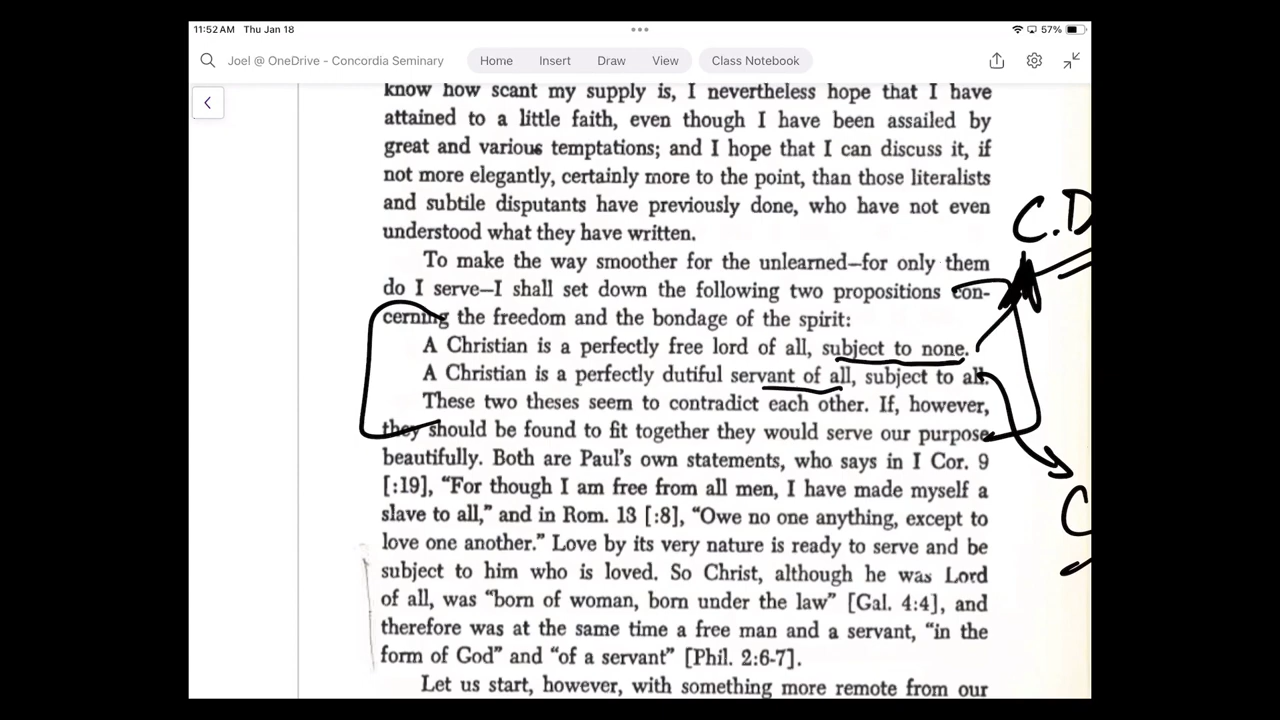 11:52 AM Thu Jan 18
57%
Joel @ OneDrive - Concordia Seminary
Home Insert Draw View Class Notebook
know how scant my supply is, I nevertheless hope that I have
attained to a little faith, even though I have been assailed by
great and various temptations; and I hope that I can discuss it, if
not more elegantly, certainly more to the point, than those literalists
and subtile disputants have previously done, who have not even
understood what they have written.
To make the way smoother for the unlearned—for only them
do I serve—I shall set down the following two propositions con-
cerning the freedom and the bondage of the spirit:
A Christian is a perfectly free lord of all, subject to none.
A Christian is a perfectly dutiful servant of all, subject to all.
These two theses seem to contradict each other. If, however,
they should be found to fit together they would serve our purpose
beautifully. Both are Paul's own statements, who says in I Cor. 9
[:19], “For though I am free from all men, I have made myself a
slave to all,” and in Rom. 13 [:8], “Owe no one anything, except to
love one another.” Love by its very nature is ready to serve and be
subject to him who is loved. So Christ, although he was Lord
of all, was “born of woman, born under the law” [Gal. 4:4], and
therefore was at the same time a free man and a servant, “in the
form of God” and “of a servant” [Phil. 2:6-7].
Let us start, however, with something more remote from our
C.D
C